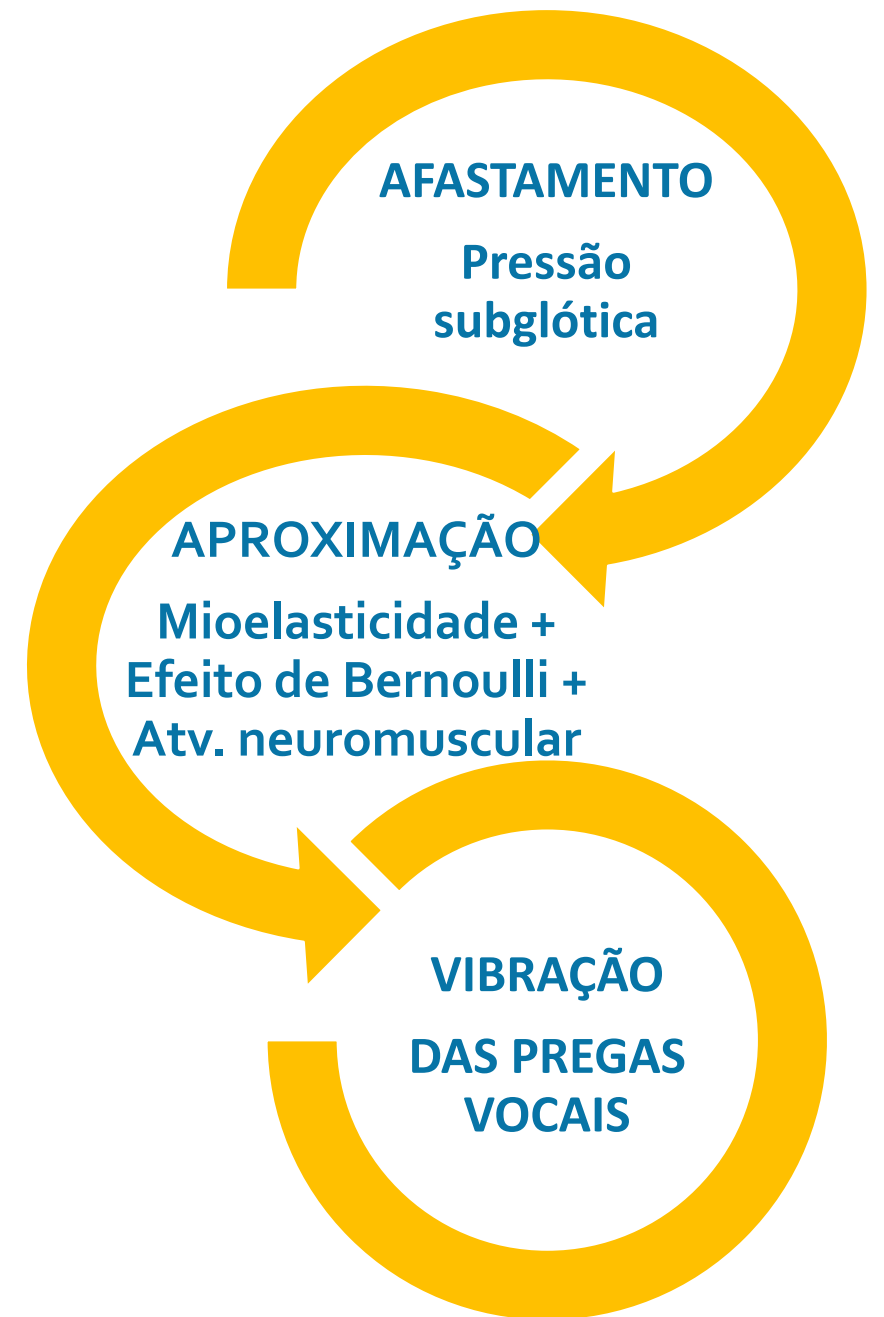 AFASTAMENTO
Pressão
subglótica
APROXIMAÇÃO
Mioelasticidade +
Efeito de Bernoulli +
Atv. neuromuscular
VIBRAÇÃO
DAS PREGAS
VOCAIS